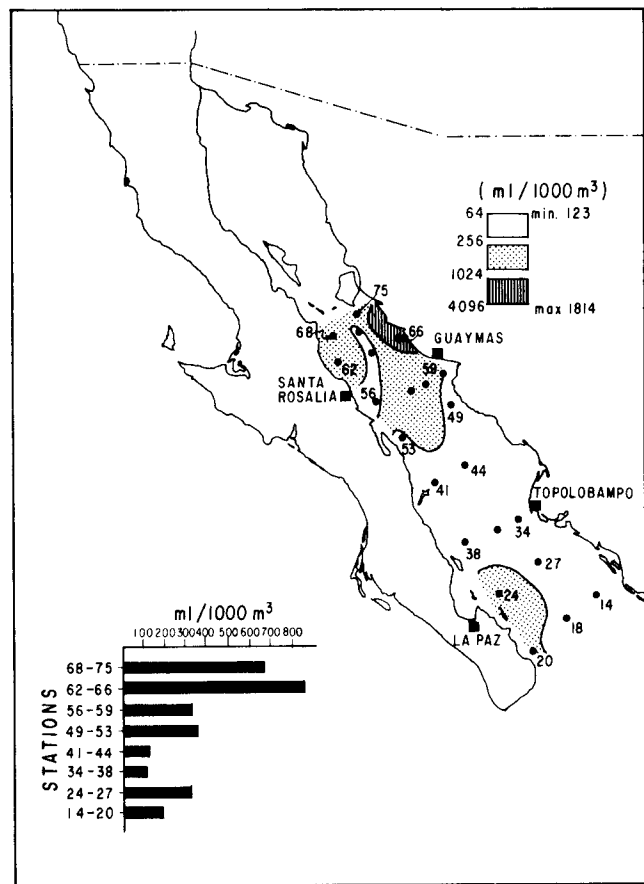 (ml/1000 m³)
64 min. 123
256
1024
4096 max 1814
75
68
66
GUAYMAS
62
59
SANTA
ROSALIA
56
49
53
44
41
TOPOLOBAMPO
34
38
27
24
14
18
LA PAZ
20
ml/1000 m³
100 200 300 400 600 700 800
STATIONS
68-75
62-66
56-59
49-53
41-44
34-38
24-27
14-20